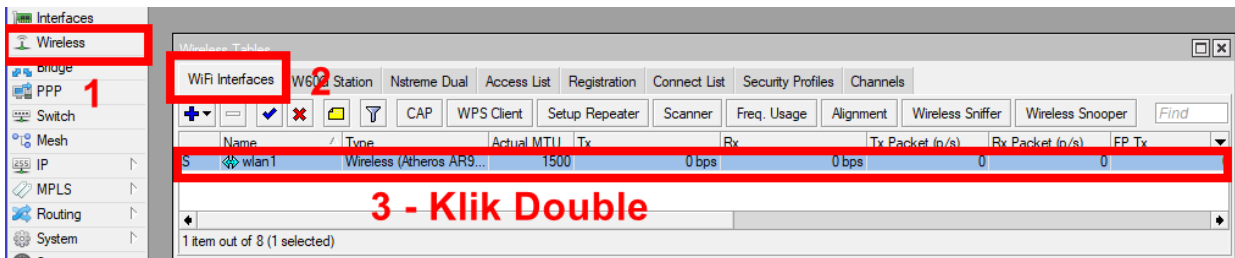 Interfaces
Wireless
Bridge
1
PPP
Switch
Mesh
IP
MPLS
Routing
System
Wireless Tables
WiFi Interfaces W60G Station Nstreme Dual Access List Registration Connect List Security Profiles Channels
2
CAP WPS Client Setup Repeater Scanner Freq. Usage Alignment Wireless Sniffer Wireless Snooper Find
Name / Type Actual MTU Tx Rx Tx Packet (p/s) Rx Packet (p/s) FP Tx
S wlan1 Wireless (Atheros AR9... 1500 0 bps 0 bps 0 0
3 - Klik Double
1 item out of 8 (1 selected)